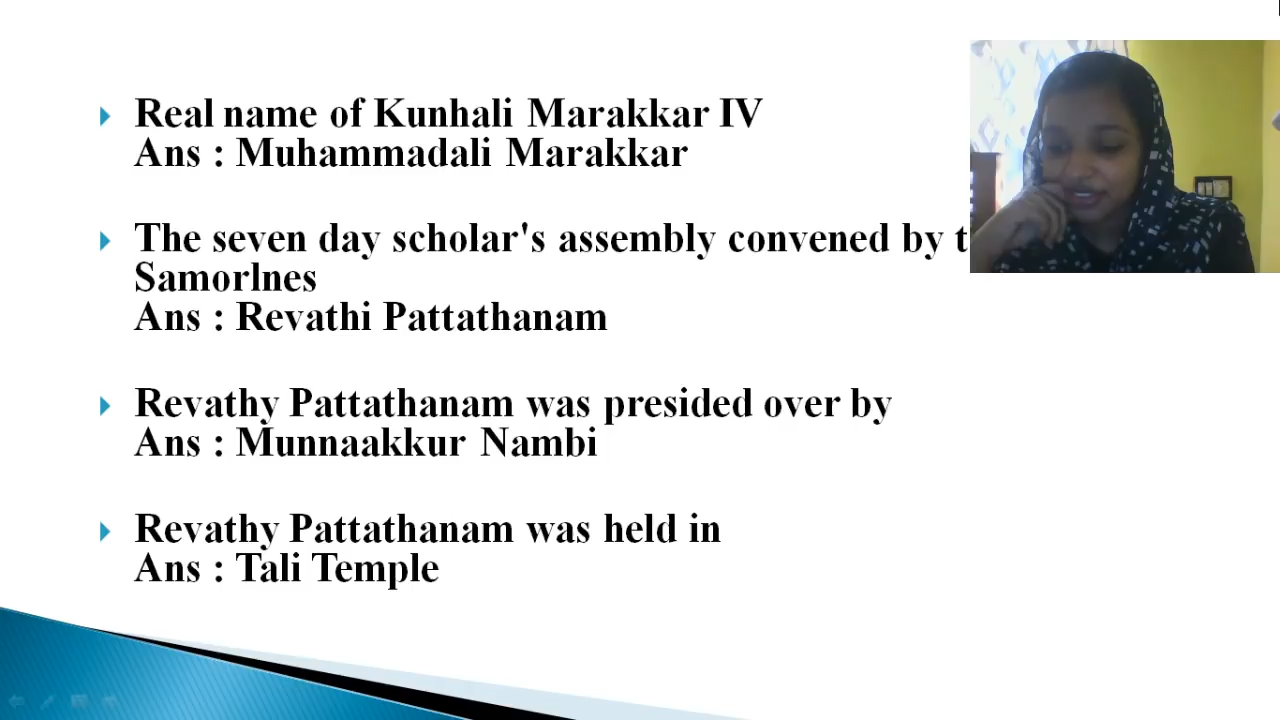 Real name of Kunhali Marakkar IV
Ans : Muhammadali Marakkar
The seven day scholar's assembly convened by
Samorlnes
Ans : Revathi Pattathanam
Revathy Pattathanam was presided over by
Ans : Munnaakkur Nambi
Revathy Pattathanam was held in
Ans : Tali Temple